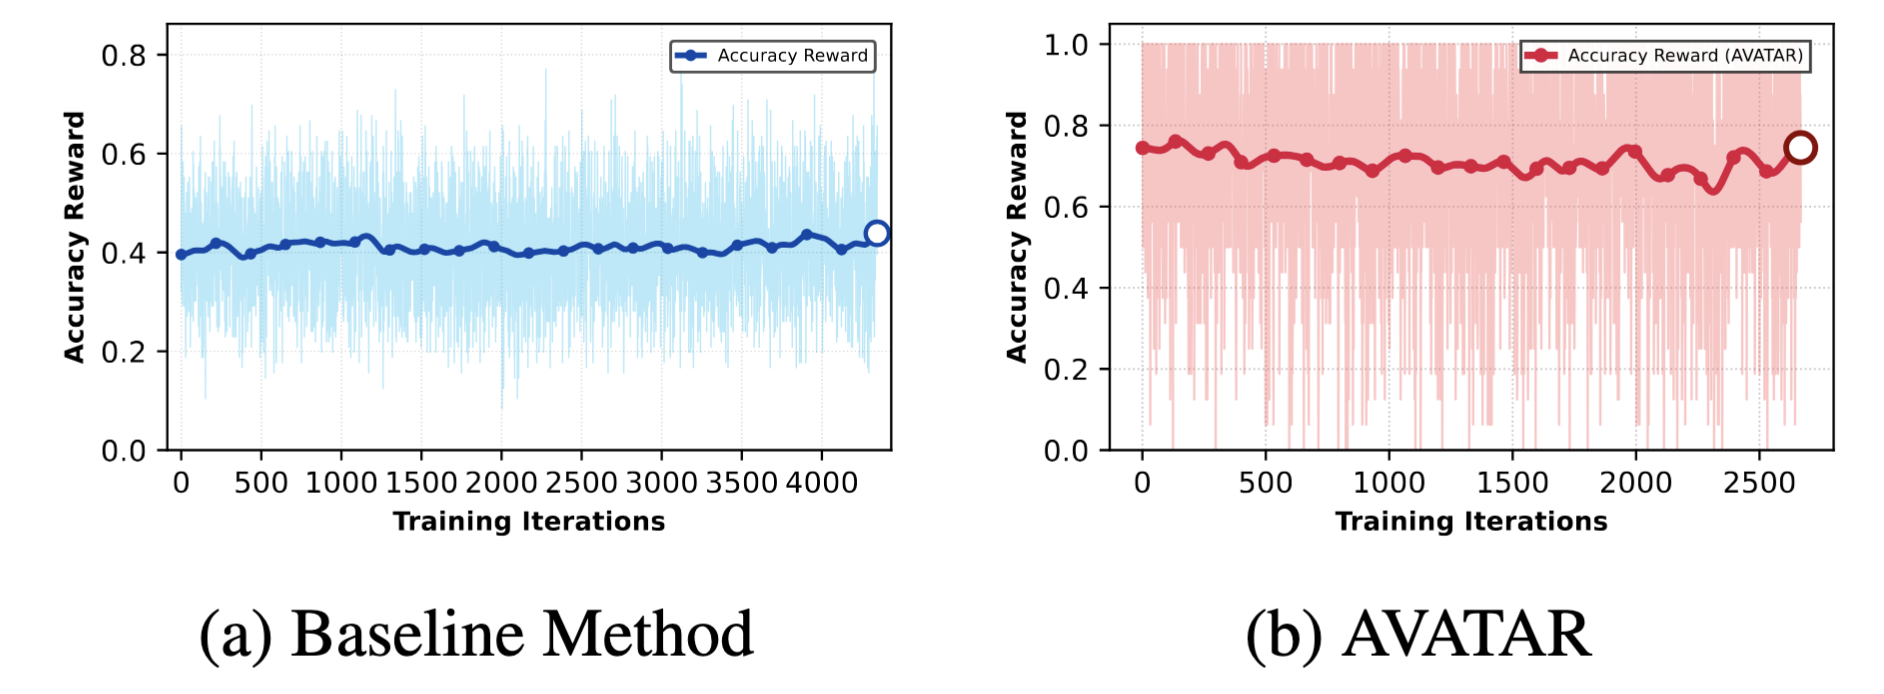 Accuracy Reward
0.8
0.6
0.4
0.2
0.0
Accuracy Reward
0 500 1000 1500 2000 2500 3000 3500 4000
Training Iterations
(a) Baseline Method
Accuracy Reward
1.0
0.8
0.6
0.4
0.2
0.0
Accuracy Reward (AVATAR)
0 500 1000 1500 2000 2500
Training Iterations
(b) AVATAR